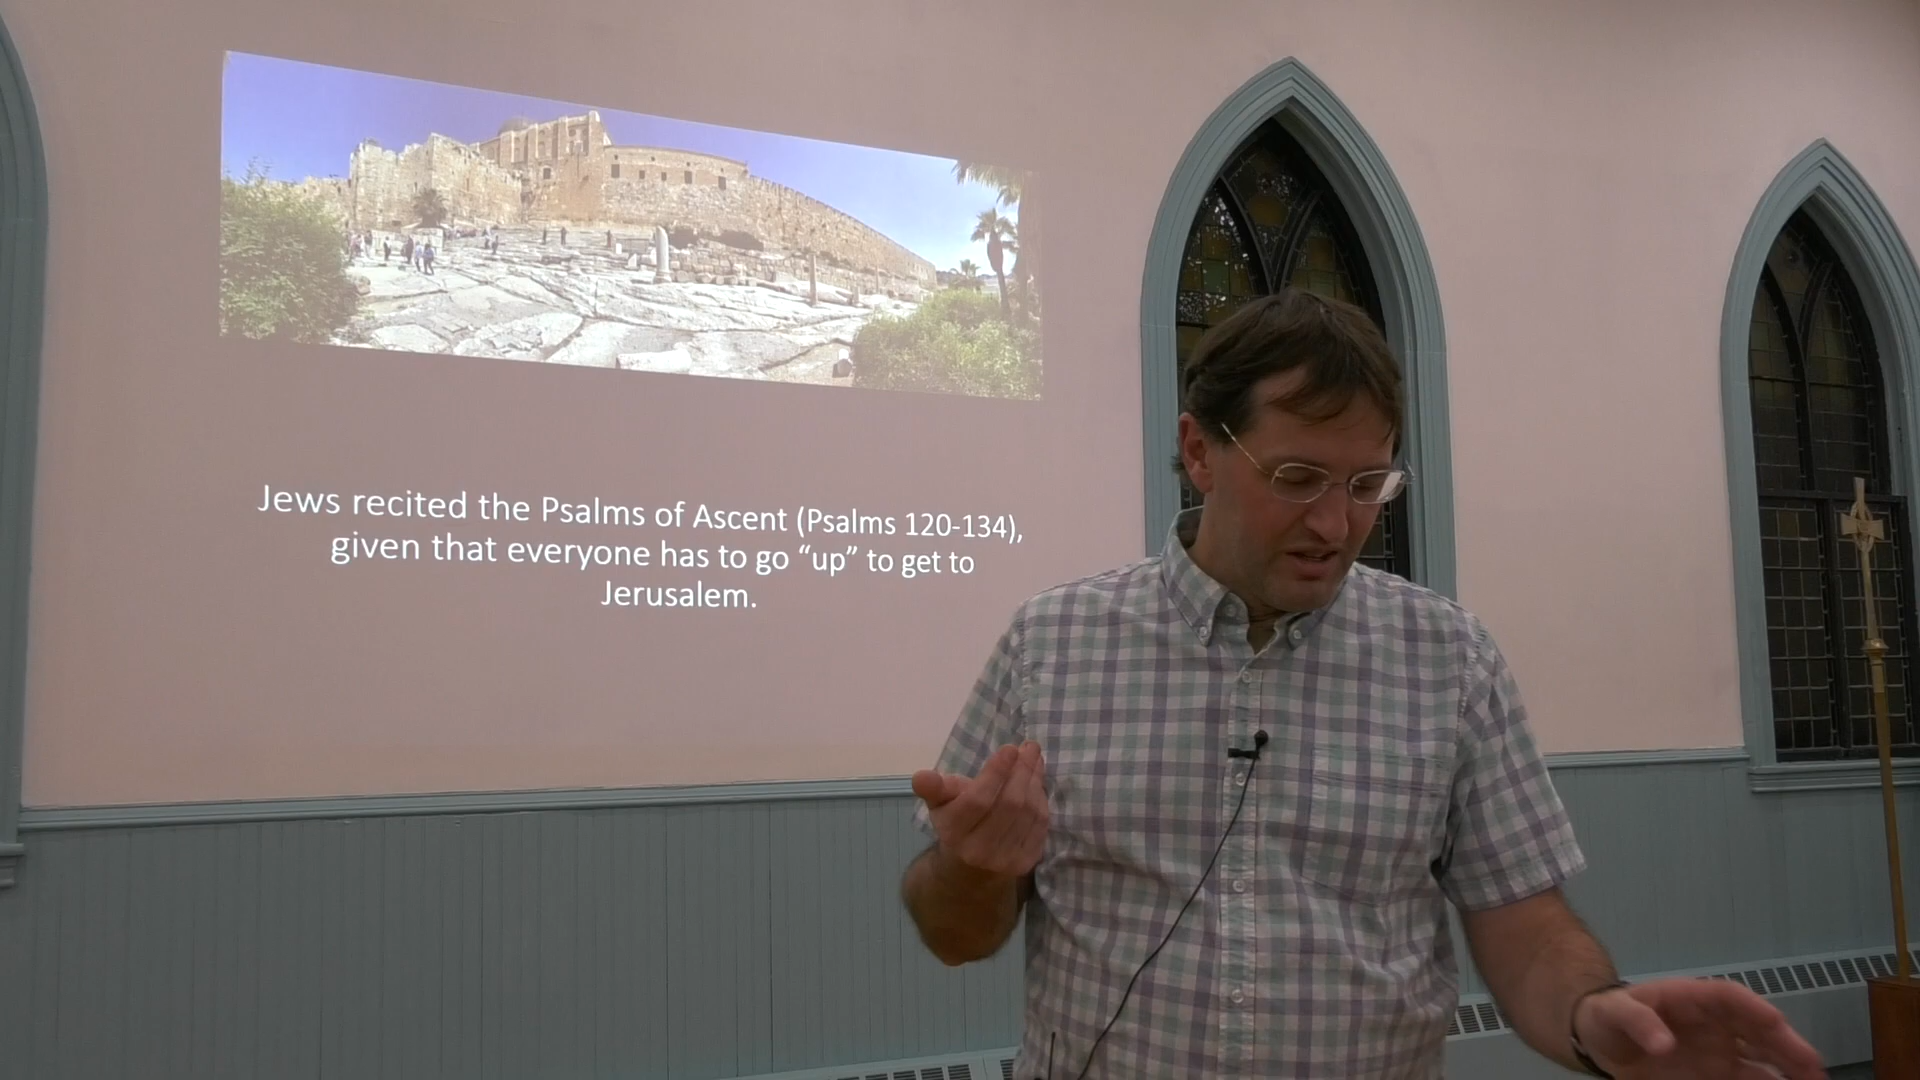 Jews recited the Psalms of Ascent (Psalms 120-134),
given that everyone has to go “up” to get to
Jerusalem.